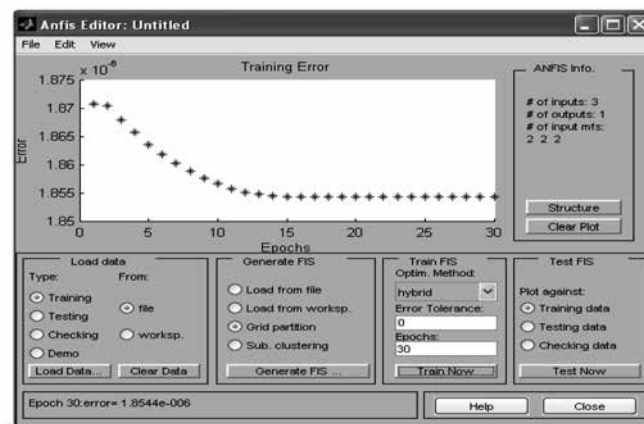 Anfis Editor: Untitled
File Edit View
x 10^-6
Training Error
1.875
1.87
1.865
1.86
1.855
1.85
Error
0 5 10 15 20 25 30
Epochs
ANFIS Info.
# of inputs: 3
# of outputs: 1
# of input mfs:
2 2 2
Structure
Clear Plot
Load data
Type: From:
Training
Testing
Checking
Demo
file
worksp.
Load Data...
Clear Data
Generate FIS
Load from file
Load from worksp.
Grid partition
Sub. clustering
Generate FIS ...
Train FIS
Optim. Method:
hybrid
Error Tolerance:
0
Epochs:
30
Train Now
Test FIS
Plot against:
Training data
Testing data
Checking data
Test Now
Epoch 30:error= 1.8544e-006
Help
Close